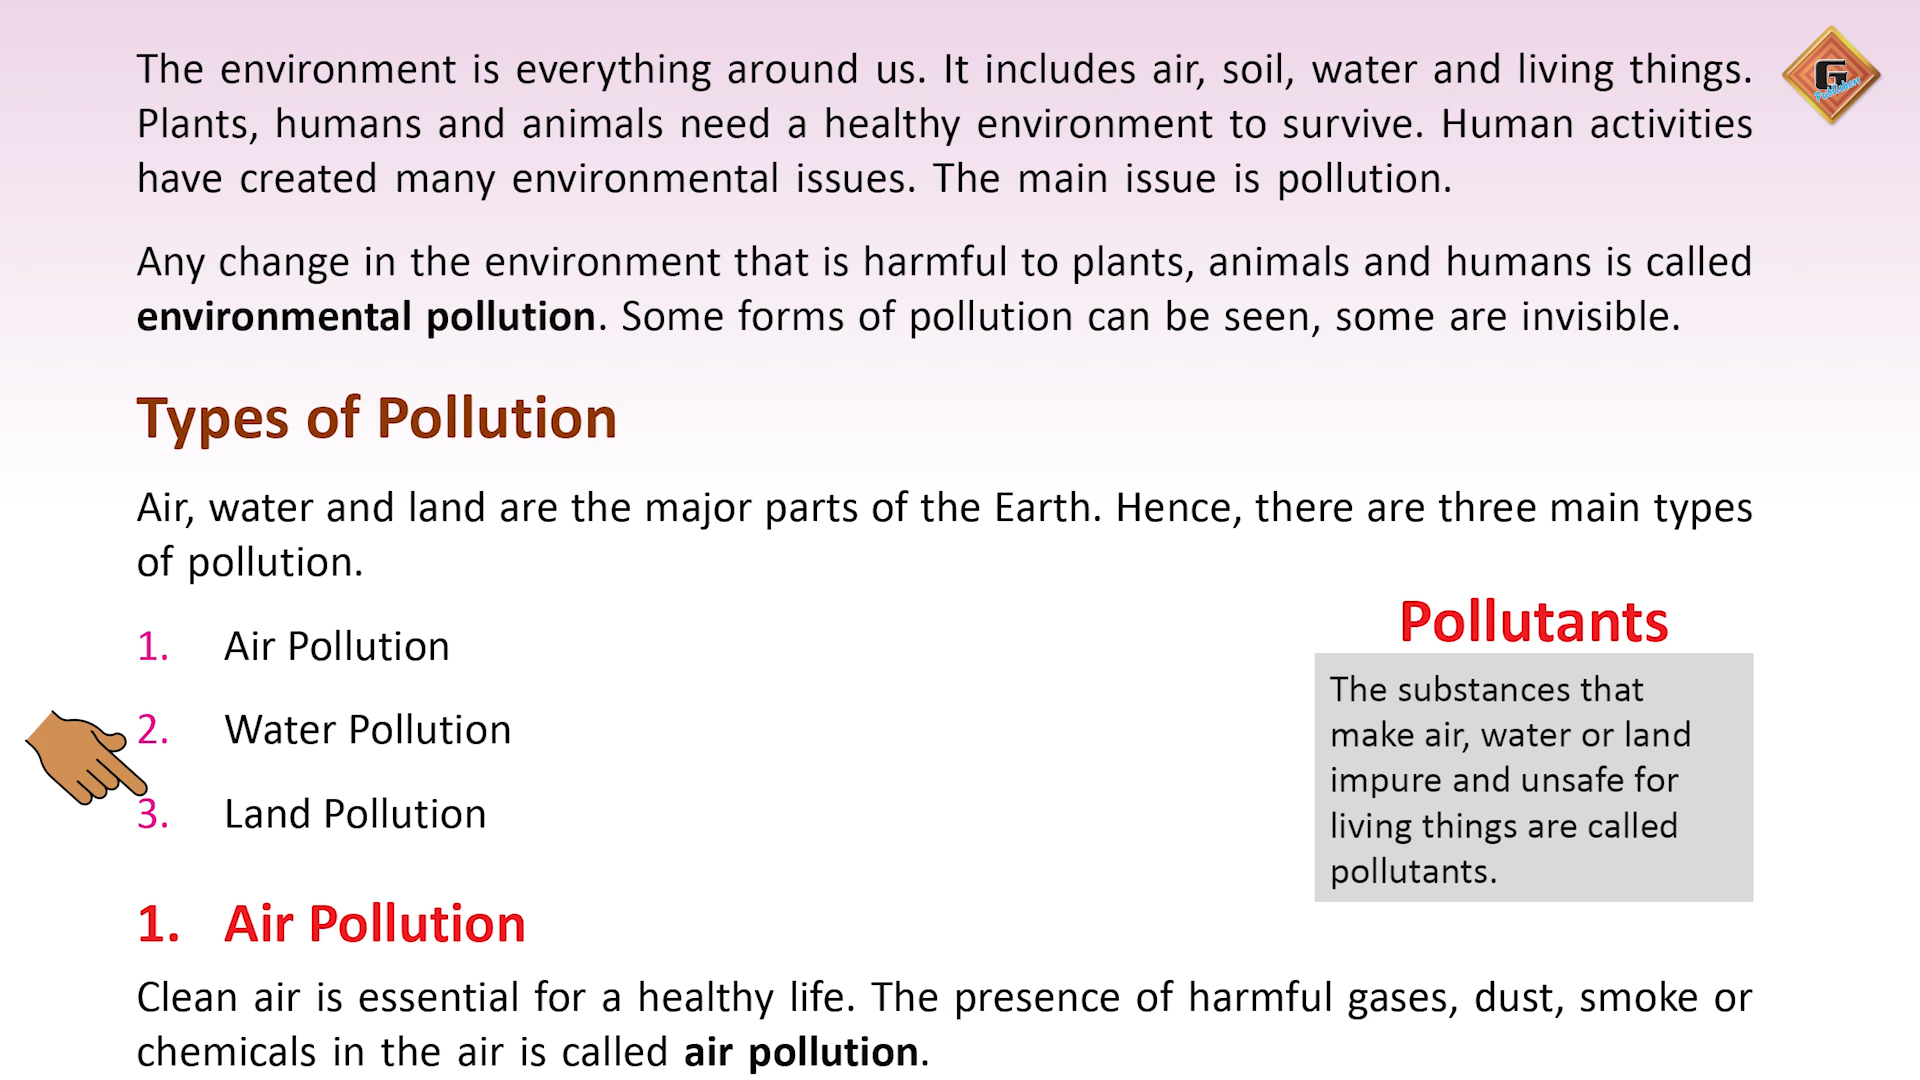 The environment is everything around us. It includes air, soil, water and living things.
Plants, humans and animals need a healthy environment to survive. Human activities
have created many environmental issues. The main issue is pollution.
Any change in the environment that is harmful to plants, animals and humans is called
environmental pollution. Some forms of pollution can be seen, some are invisible.
Types of Pollution
Air, water and land are the major parts of the Earth. Hence, there are three main types
of pollution.
1. Air Pollution
2. Water Pollution
3. Land Pollution
Pollutants
The substances that
make air, water or land
impure and unsafe for
living things are called
pollutants.
1. Air Pollution
Clean air is essential for a healthy life. The presence of harmful gases, dust, smoke or
chemicals in the air is called air pollution.
G
Publishers